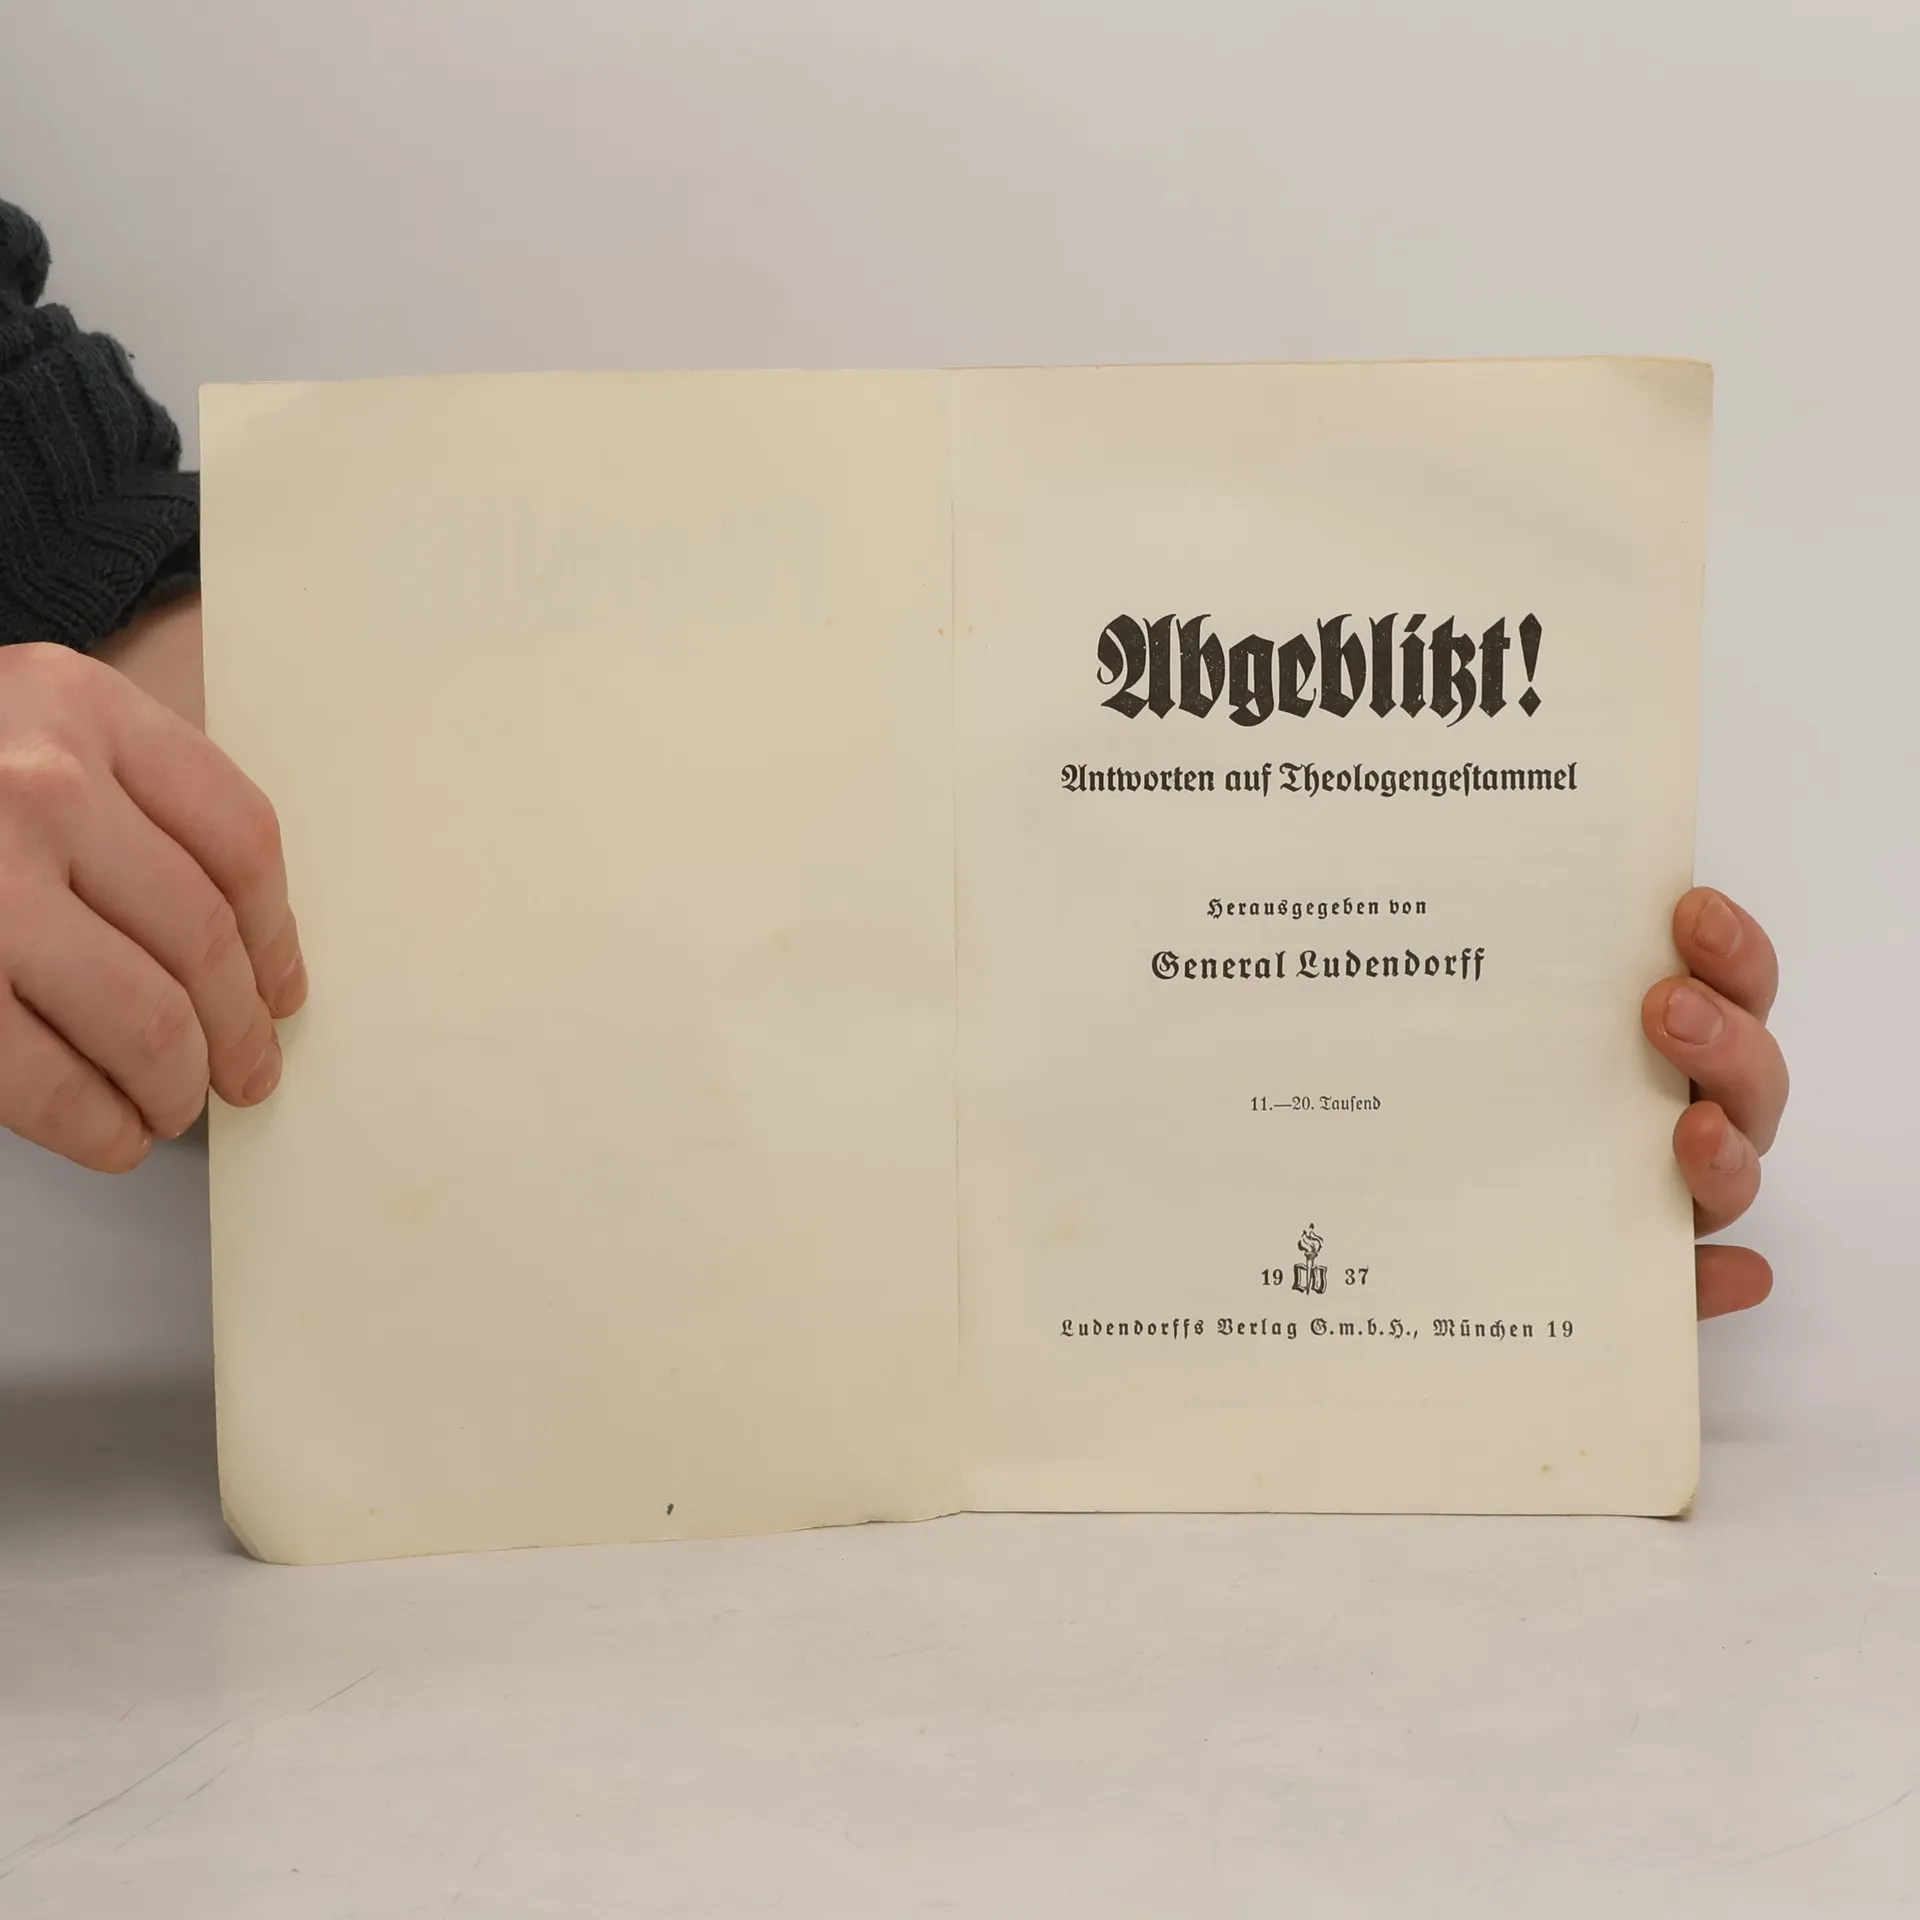 Abgeblitzt!
Antworten auf Theologengeſtammel
Herausgegeben von
General Ludendorff
11.—20. Tauſend
19 37
Ludendorffs Verlag G.m.b.H., München 19